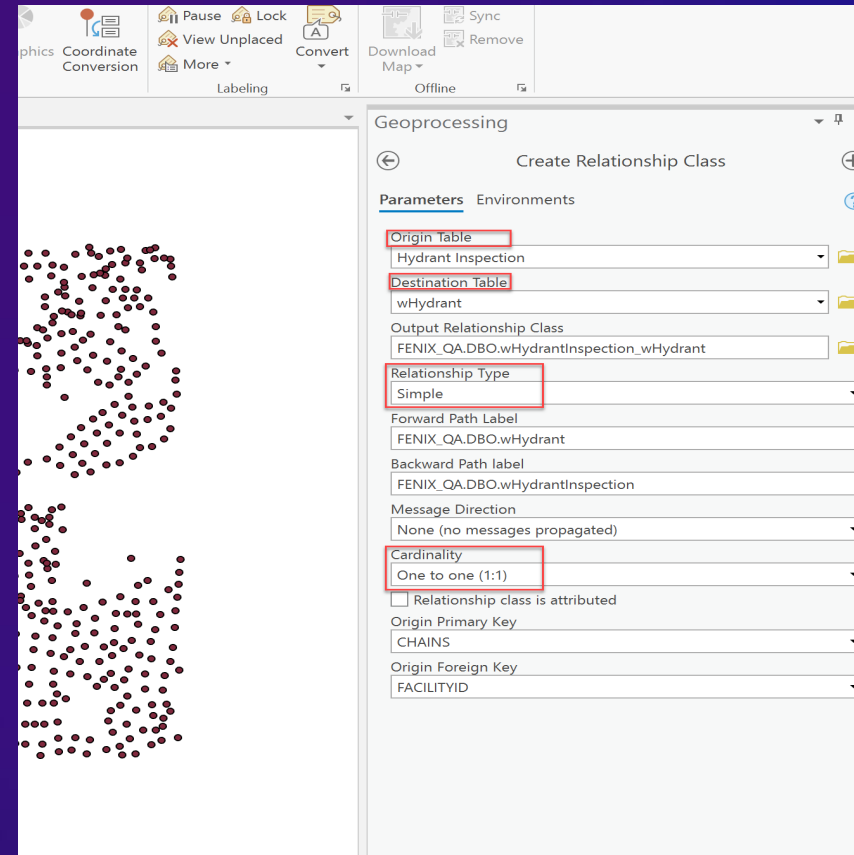 Pause Lock
View Unplaced
More
phics Coordinate Conversion
Convert
Labeling
Download Map
Sync
Remove
Offline
Geoprocessing
Create Relationship Class
Parameters Environments
Origin Table
Hydrant Inspection
Destination Table
wHydrant
Output Relationship Class
FENIX_QA.DBO.wHydrantInspection_wHydrant
Relationship Type
Simple
Forward Path Label
FENIX_QA.DBO.wHydrant
Backward Path label
FENIX_QA.DBO.wHydrantInspection
Message Direction
None (no messages propagated)
Cardinality
One to one (1:1)
Relationship class is attributed
Origin Primary Key
CHAINS
Origin Foreign Key
FACILITYID